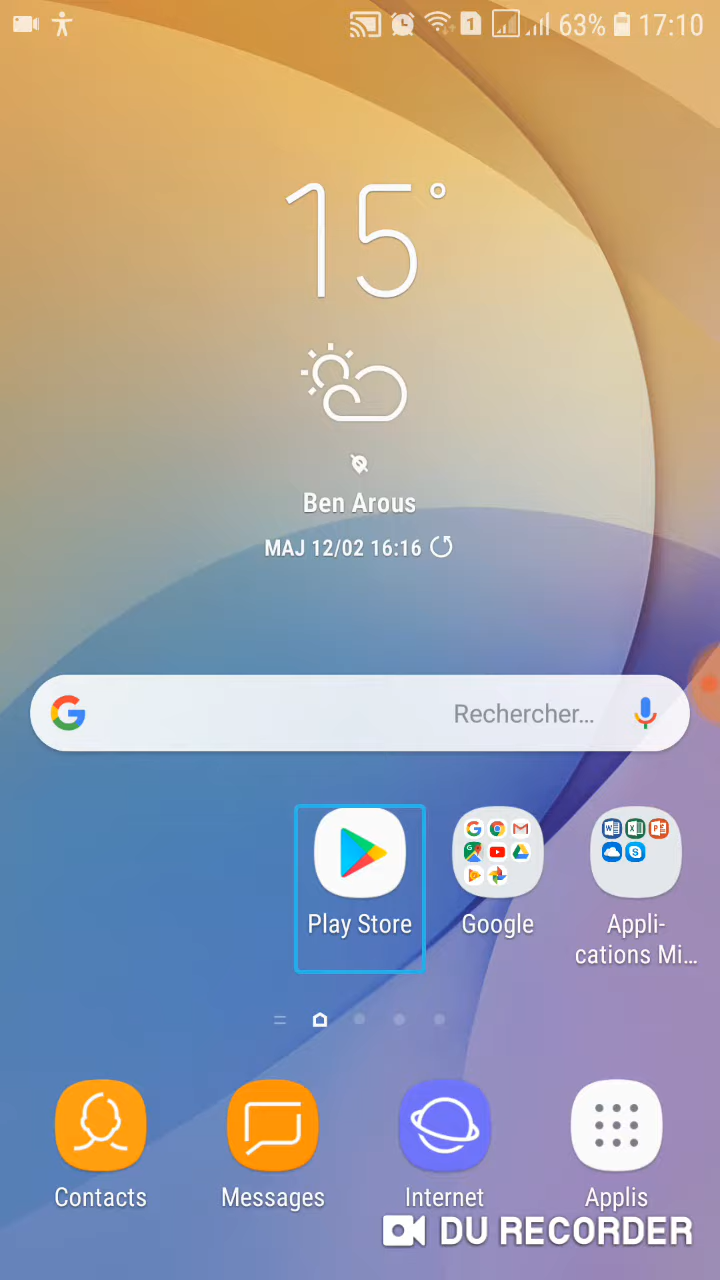 63% 17:10
15°
Ben Arous
MAJ 12/02 16:16
Rechercher...
Play Store
Google
Appli-
cations Mi...
Contacts
Messages
Internet
Applis
DU RECORDER